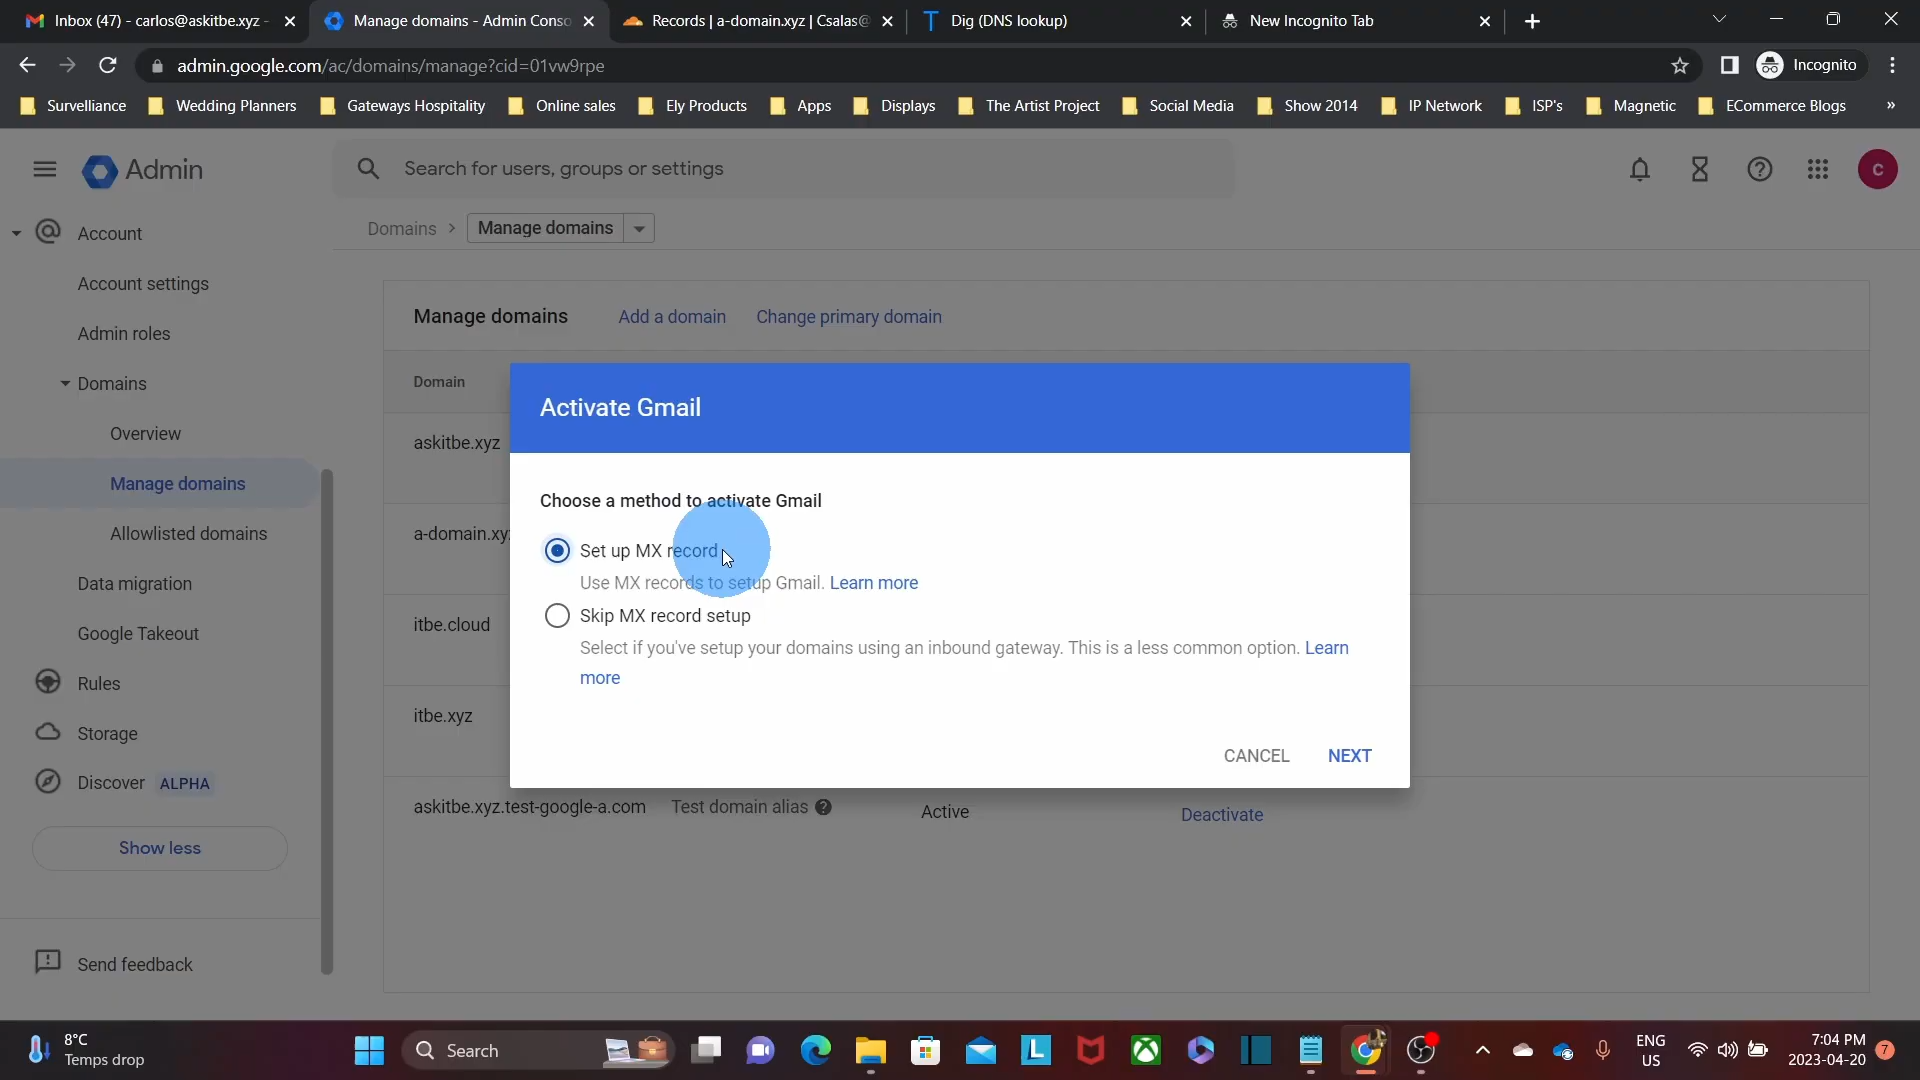 Inbox (47) - carlos@askitbe.xyz -
Manage domains - Admin Conso
Records | a-domain.xyz | Csalas@
Dig (DNS lookup)
New Incognito Tab
admin.google.com/ac/domains/manage?cid=01vw9rpe
Incognito
Survelliance
Wedding Planners
Gateways Hospitality
Online sales
Ely Products
Apps
Displays
The Artist Project
Social Media
Show 2014
IP Network
ISP's
Magnetic
ECommerce Blogs
»
Admin
Search for users, groups or settings
C
Account
Account settings
Admin roles
Domains
Overview
Manage domains
Allowlisted domains
Data migration
Google Takeout
Rules
Storage
Discover ALPHA
Show less
Send feedback
Domains > Manage domains
Manage domains Add a domain Change primary domain
Domain
askitbe.xyz
a-domain.xy
itbe.cloud
itbe.xyz
askitbe.xyz.test-google-a.com Test domain alias Active Deactivate
Activate Gmail
Choose a method to activate Gmail
Set up MX record
Use MX records to setup Gmail. Learn more
Skip MX record setup
Select if you've setup your domains using an inbound gateway. This is a less common option. Learn
more
CANCEL NEXT
8°C
Temps drop
Search
ENG
US
7:04 PM
2023-04-20
7